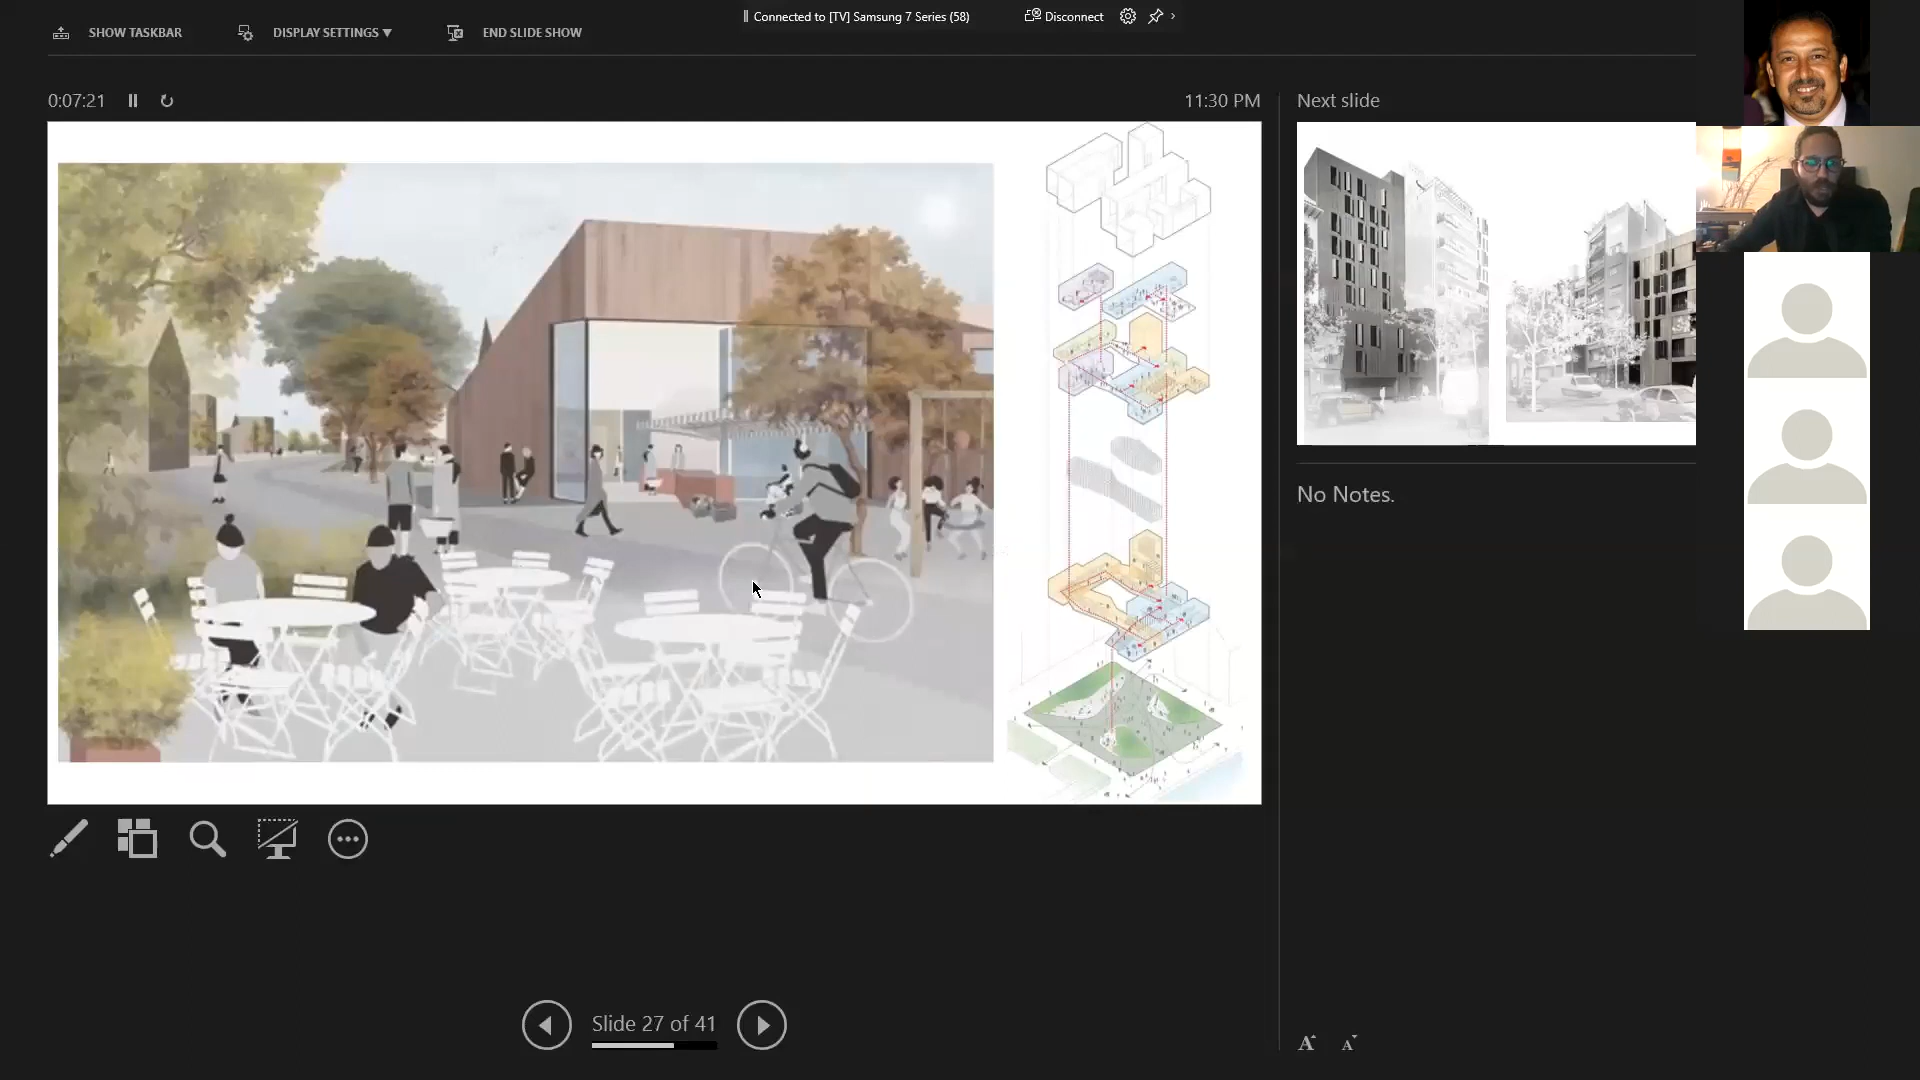 Connected to [TV] Samsung 7 Series (58)
Disconnect
SHOW TASKBAR
DISPLAY SETTINGS ▼
END SLIDE SHOW
0:07:21
11:30 PM
Next slide
No Notes.
Slide 27 of 41
A A